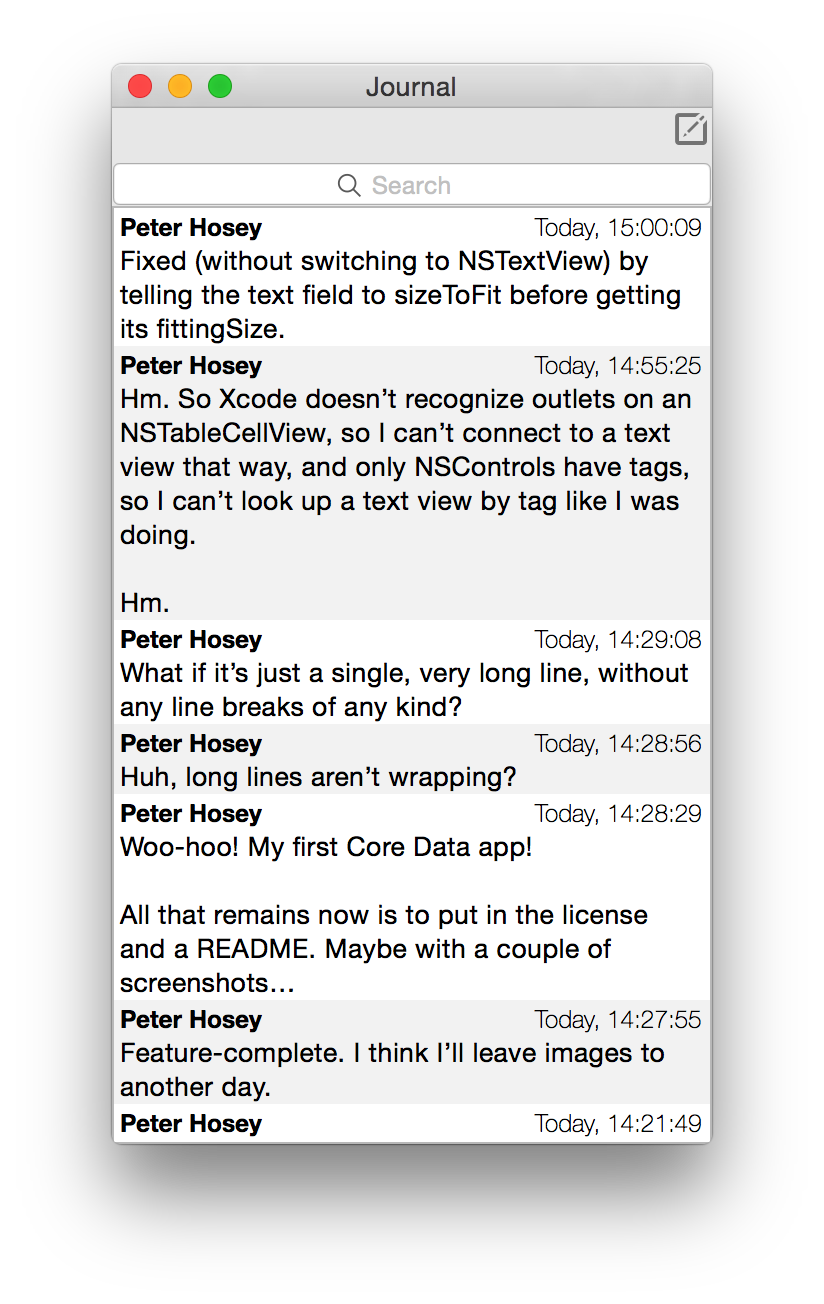 Journal
Search
Peter Hosey Today, 15:00:09
Fixed (without switching to NSTextView) by
telling the text field to sizeToFit before getting
its fittingSize.
Peter Hosey Today, 14:55:25
Hm. So Xcode doesn’t recognize outlets on an
NSTableCellView, so I can’t connect to a text
view that way, and only NSControls have tags,
so I can’t look up a text view by tag like I was
doing.
Hm.
Peter Hosey Today, 14:29:08
What if it’s just a single, very long line, without
any line breaks of any kind?
Peter Hosey Today, 14:28:56
Huh, long lines aren’t wrapping?
Peter Hosey Today, 14:28:29
Woo-hoo! My first Core Data app!
All that remains now is to put in the license
and a README. Maybe with a couple of
screenshots…
Peter Hosey Today, 14:27:55
Feature-complete. I think I’ll leave images to
another day.
Peter Hosey Today, 14:21:49